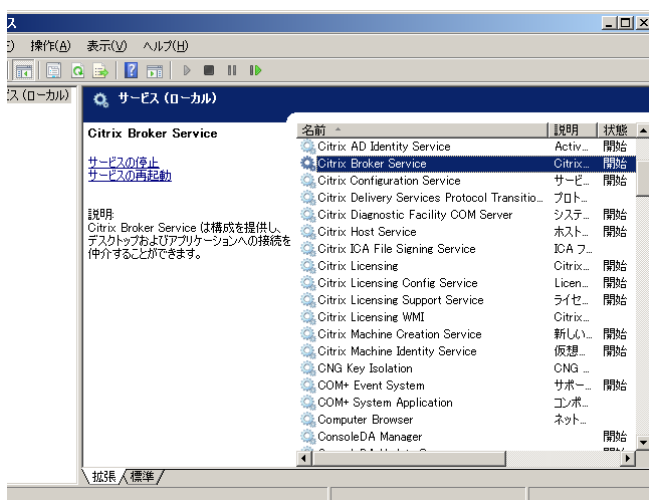 ス
操作(A) 表示(V) ヘルプ(H)
ス (ローカル)
サービス (ローカル)
Citrix Broker Service
サービスの停止
サービスの再起動
説明:
Citrix Broker Service は構成を提供し、
デスクトップおよびアプリケーションへの接続を
仲介することができます。
名前 説明 状態
Citrix AD Identity Service Activ... 開始
Citrix Broker Service Citrix... 開始
Citrix Configuration Service サービ... 開始
Citrix Delivery Services Protocol Transitio... プロト...
Citrix Diagnostic Facility COM Server システ... 開始
Citrix Host Service ホスト... 開始
Citrix ICA File Signing Service ICA フ...
Citrix Licensing Citrix... 開始
Citrix Licensing Config Service Licen... 開始
Citrix Licensing Support Service ライセ... 開始
Citrix Licensing WMI Citrix...
Citrix Machine Creation Service 新しい... 開始
Citrix Machine Identity Service 仮想... 開始
CNG Key Isolation CNG ...
COM+ Event System サポー... 開始
COM+ System Application コンポ...
Computer Browser ネット...
ConsoleDA Manager 開始
拡張 標準